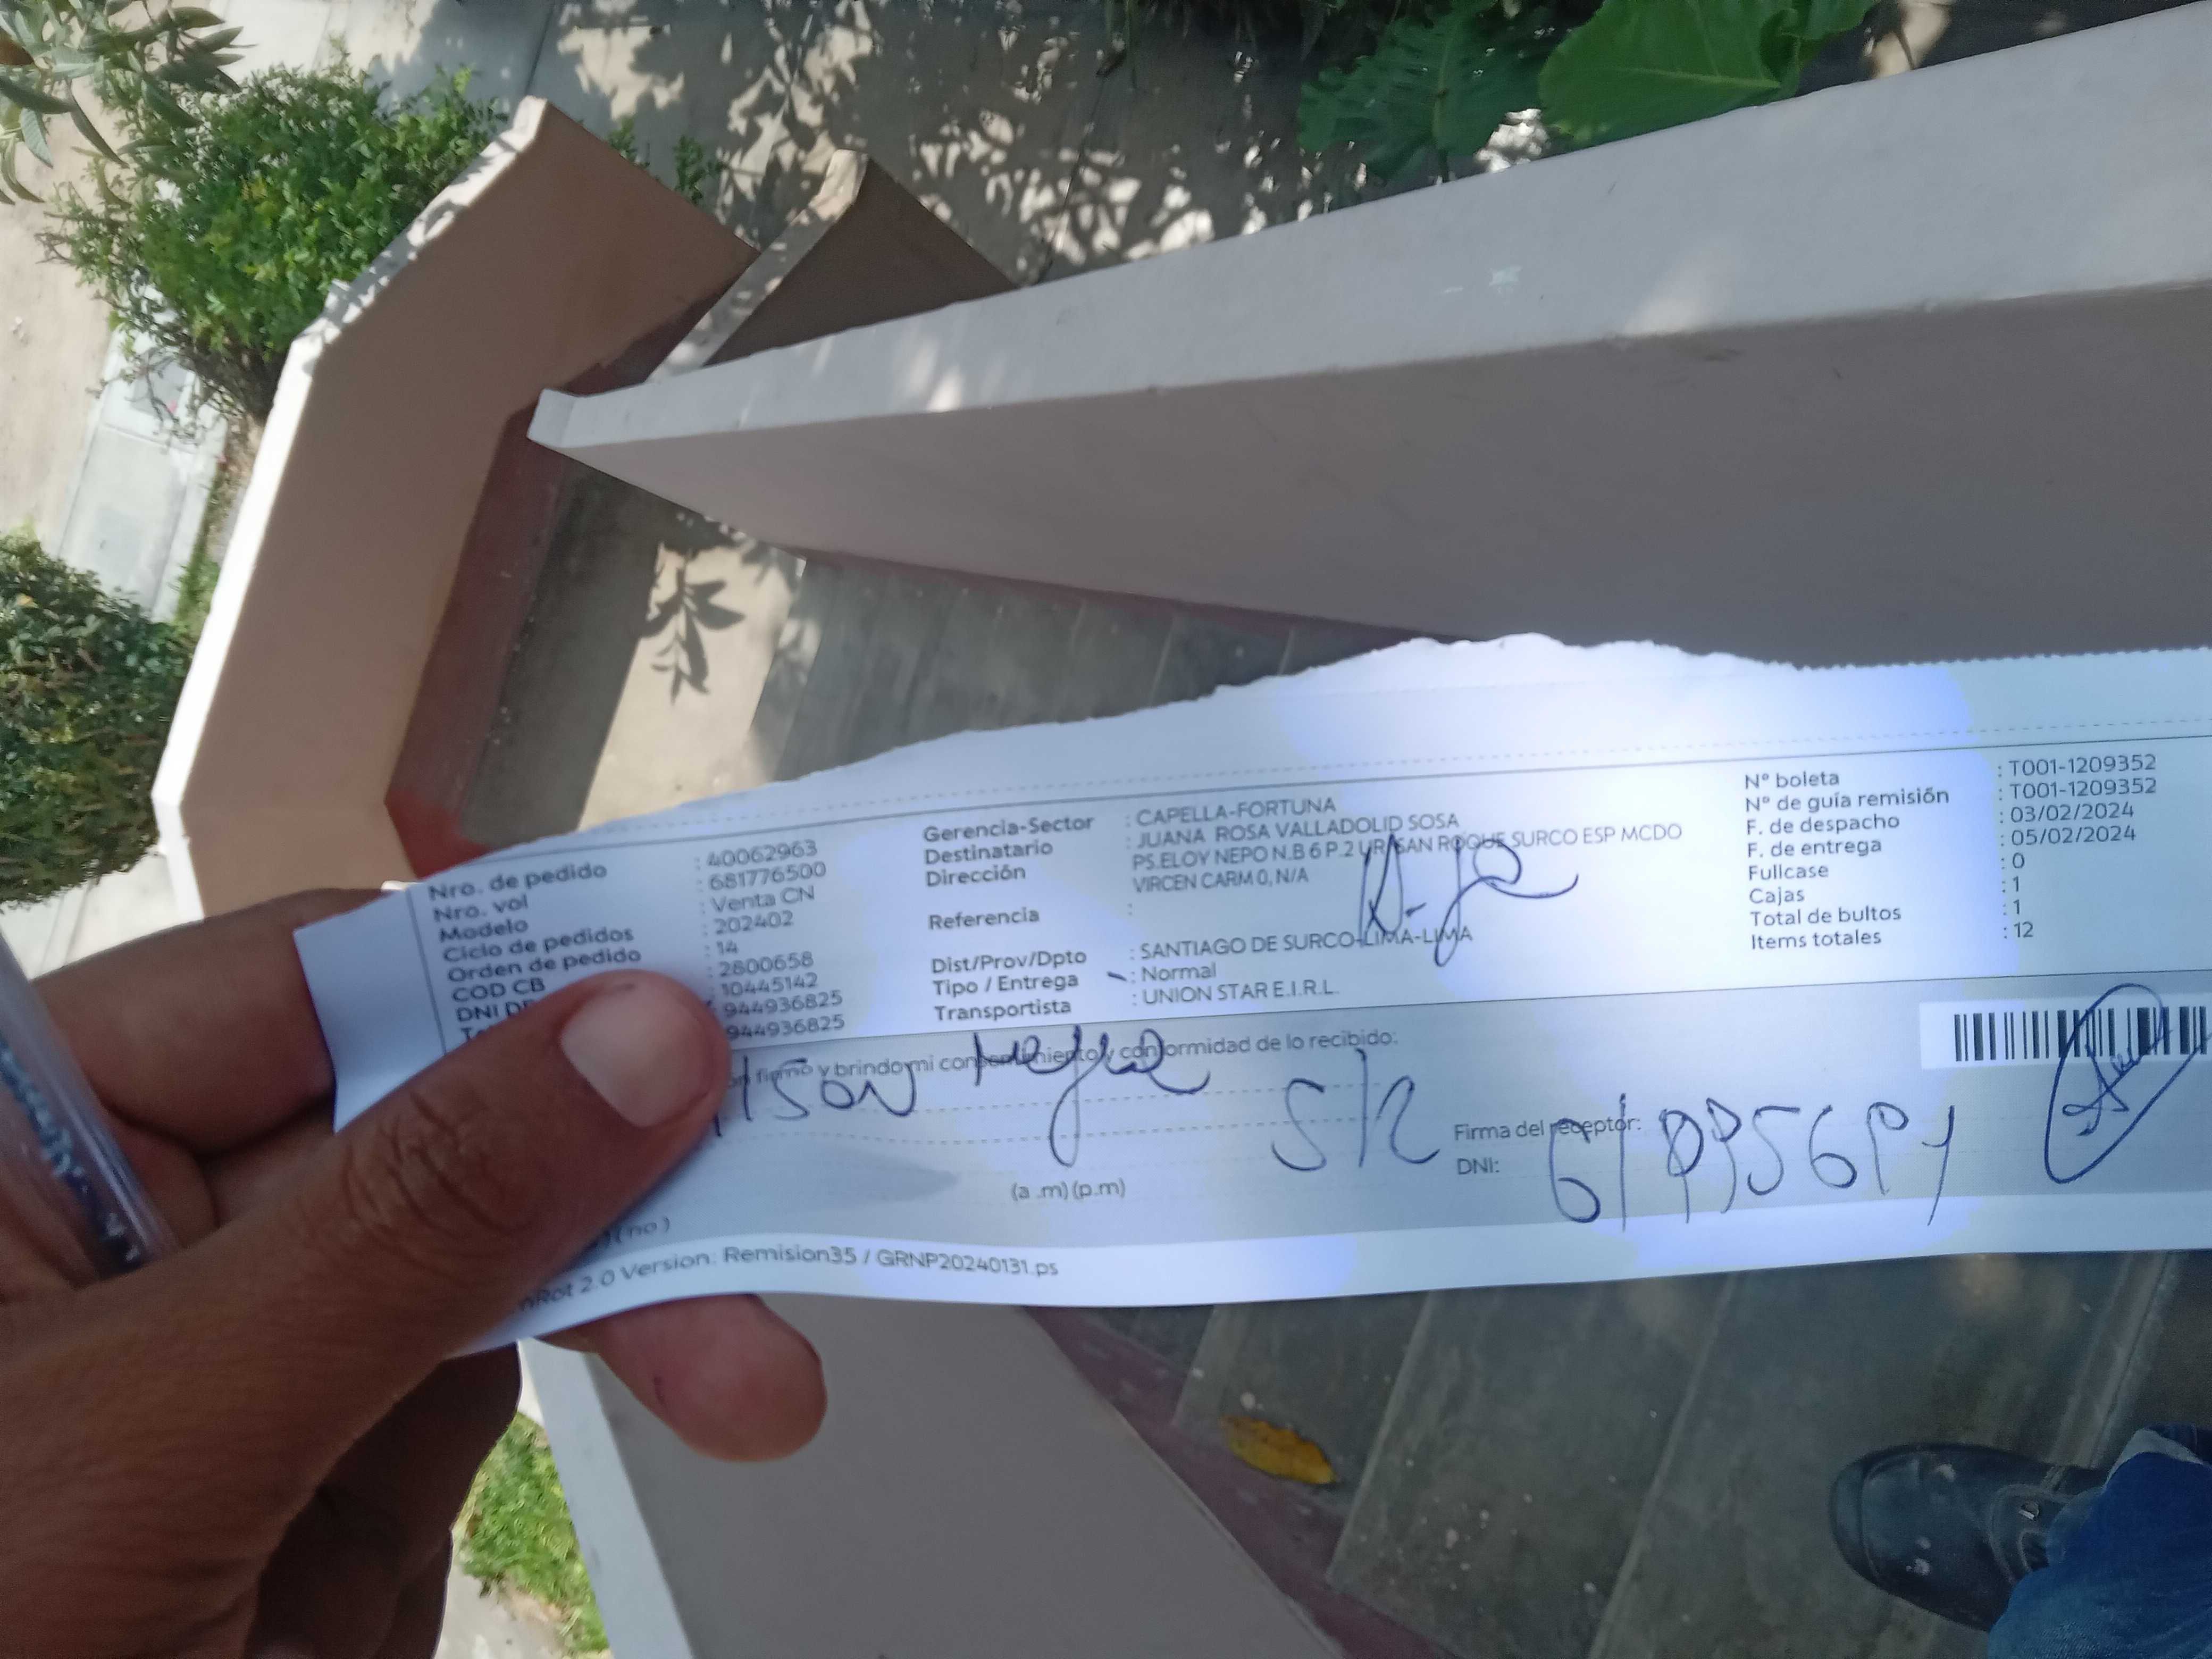 Nro. de pedido : 40062963
Nro. vol : 681776500
Modelo : Venta CN
Ciclo de pedidos : 202402
Orden de pedido : 14
COD CB : 2800658
DNI : 10445142
944936825
944936825
Gerencia-Sector : CAPELLA-FORTUNA
Destinatario : JUANA ROSA VALLADOLID SOSA
Dirección PS.ELOY NEPO N.B 6 P.2 UR.SAN ROQUE SURCO ESP MCDO
VIRCEN CARM 0, N/A
Referencia :
Dist/Prov/Dpto : SANTIAGO DE SURCO-LIMA-LIMA
Tipo / Entrega : Normal
Transportista : UNION STAR E.I.R.L.
N° boleta : T001-1209352
N° de guía remisión : T001-1209352
F. de despacho : 03/02/2024
F. de entrega : 05/02/2024
Fullcase : 0
Cajas : 1
Total de bultos : 1
Items totales : 12
firmo y brindo mi consentimiento y conformidad de lo recibido:
Firma del receptor:
DNI:
(a .m) (p.m)
(no)
2.0 Version: Remision35 / GRNP20240131.ps